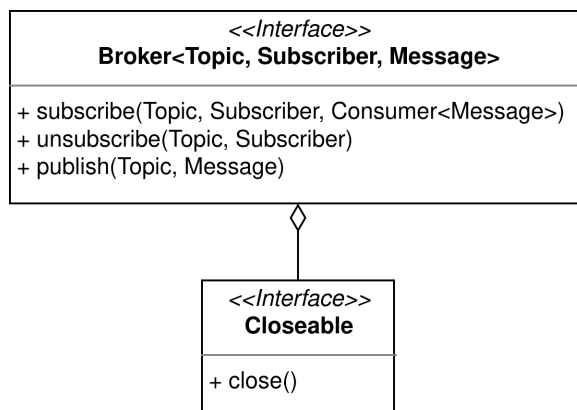 <<Interface>>
Broker<Topic, Subscriber, Message>
+ subscribe(Topic, Subscriber, Consumer<Message>)
+ unsubscribe(Topic, Subscriber)
+ publish(Topic, Message)
<<Interface>>
Closeable
+ close()